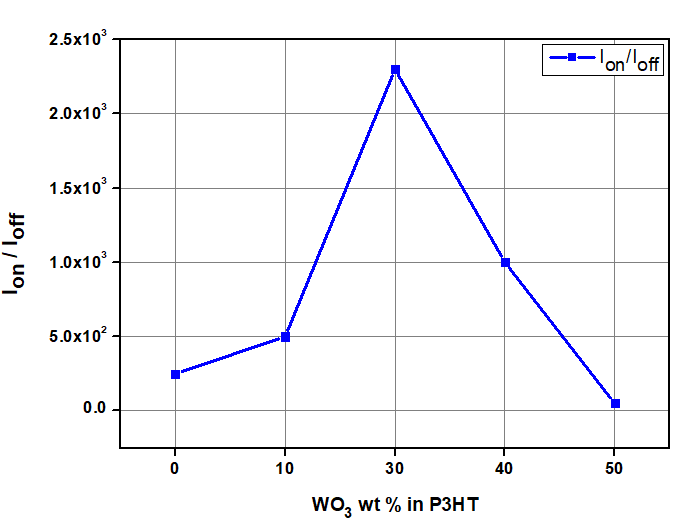 2.5x10³
2.0x10³
1.5x10³
1.0x10³
5.0x10²
0.0
I_on / I_off
I_on/I_off
0 10 30 40 50
WO₃ wt % in P3HT